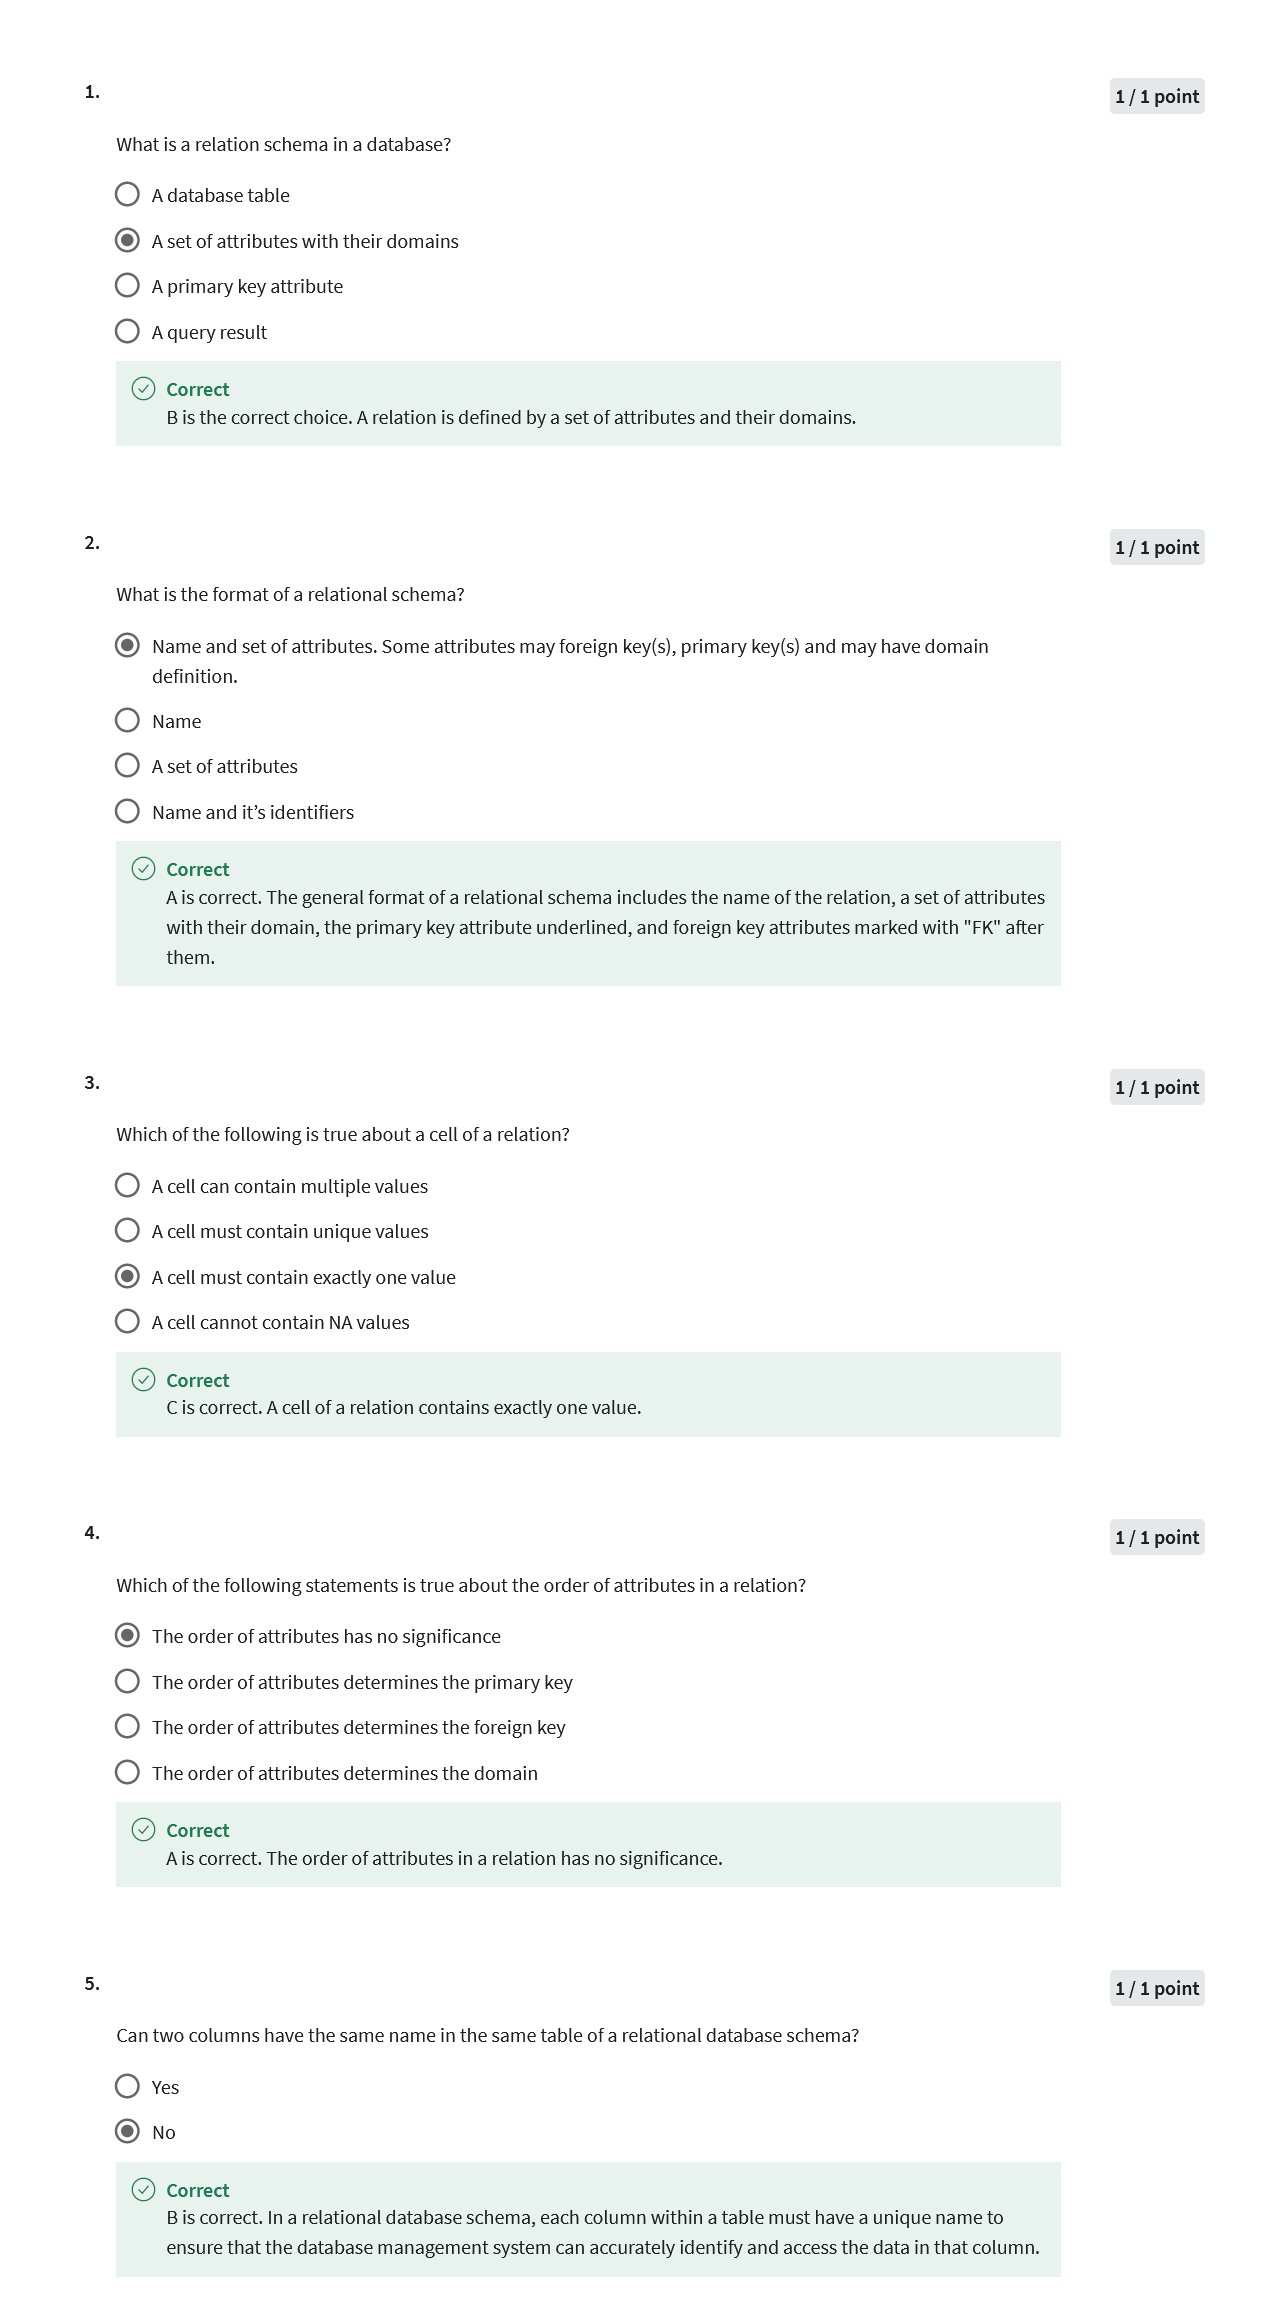 1.
1 / 1 point
What is a relation schema in a database?
A database table
A set of attributes with their domains
A primary key attribute
A query result
Correct
B is the correct choice. A relation is defined by a set of attributes and their domains.
2.
1 / 1 point
What is the format of a relational schema?
Name and set of attributes. Some attributes may foreign key(s), primary key(s) and may have domain
definition.
Name
A set of attributes
Name and it’s identifiers
Correct
A is correct. The general format of a relational schema includes the name of the relation, a set of attributes
with their domain, the primary key attribute underlined, and foreign key attributes marked with "FK" after
them.
3.
1 / 1 point
Which of the following is true about a cell of a relation?
A cell can contain multiple values
A cell must contain unique values
A cell must contain exactly one value
A cell cannot contain NA values
Correct
C is correct. A cell of a relation contains exactly one value.
4.
1 / 1 point
Which of the following statements is true about the order of attributes in a relation?
The order of attributes has no significance
The order of attributes determines the primary key
The order of attributes determines the foreign key
The order of attributes determines the domain
Correct
A is correct. The order of attributes in a relation has no significance.
5.
1 / 1 point
Can two columns have the same name in the same table of a relational database schema?
Yes
No
Correct
B is correct. In a relational database schema, each column within a table must have a unique name to
ensure that the database management system can accurately identify and access the data in that column.